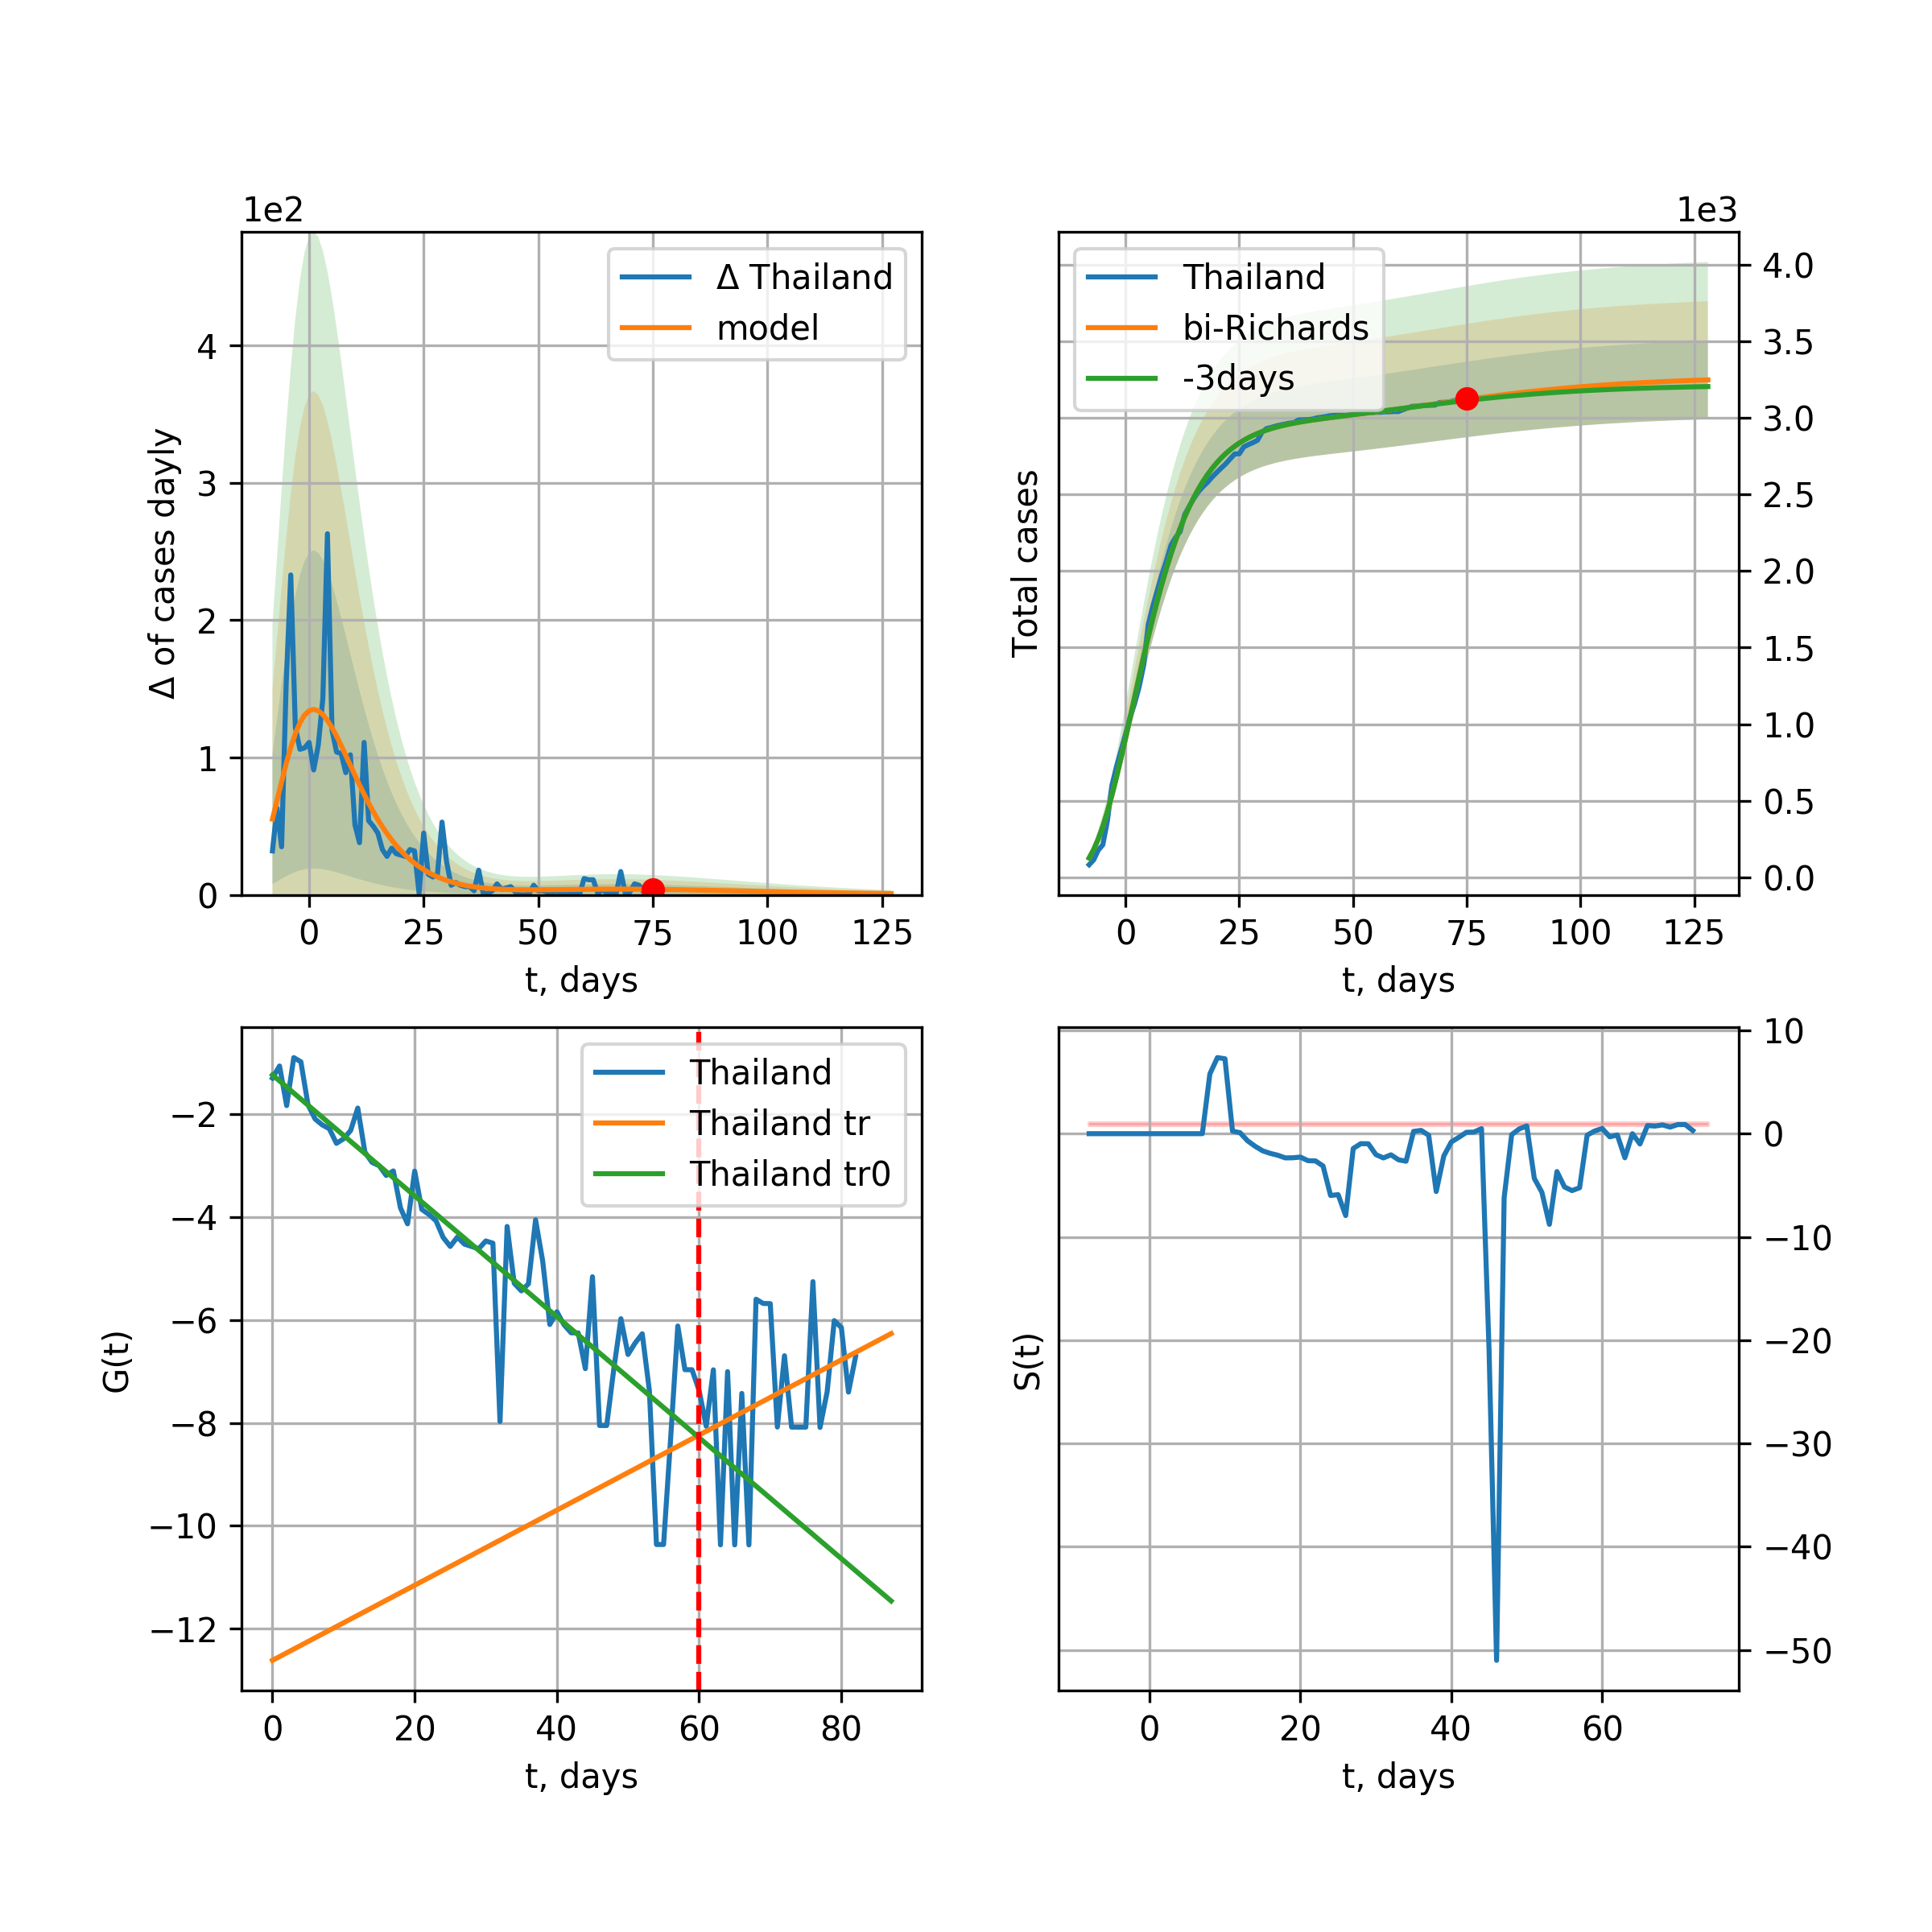 1e2
Δ of cases dayly
4
3
2
1
0
Δ Thailand
model
0 25 50 75 100 125
t, days
1e3
Total cases
Thailand
bi-Richards
-3days
4.0
3.5
3.0
2.5
2.0
1.5
1.0
0.5
0.0
0 25 50 75 100 125
t, days
G(t)
−2
−4
−6
−8
−10
−12
Thailand
Thailand tr
Thailand tr0
0 20 40 60 80
t, days
S(t)
10
0
−10
−20
−30
−40
−50
0 20 40 60
t, days